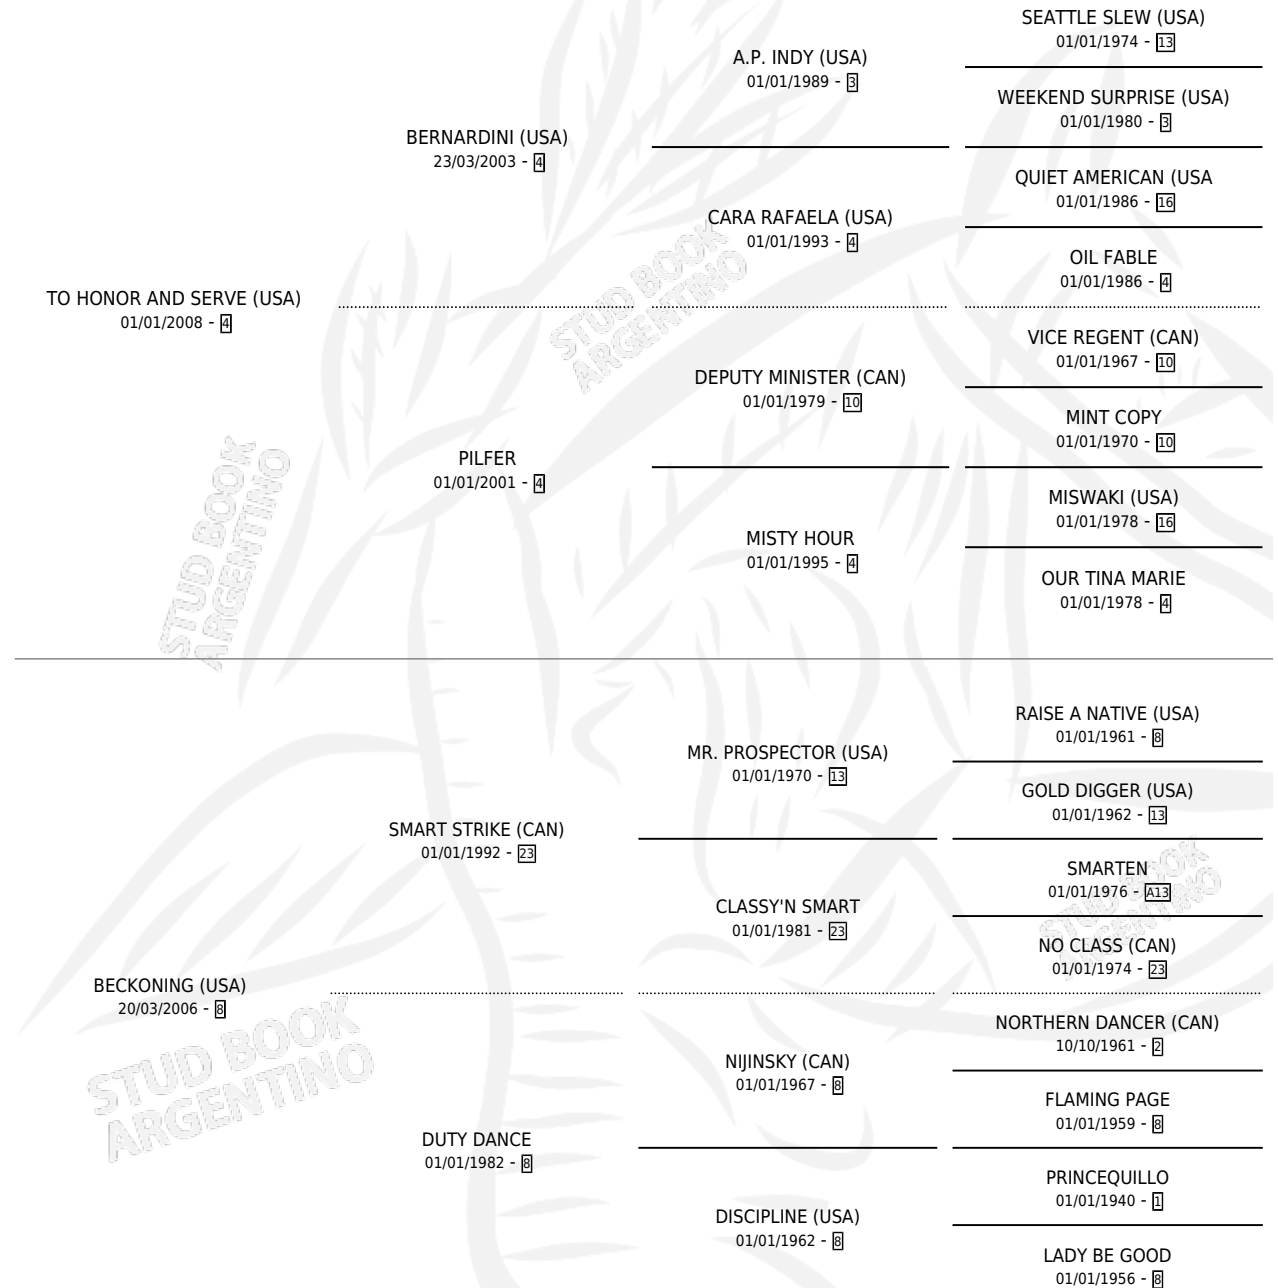 SEATTLE SLEW (USA)
01/01/1974 - 13
A.P. INDY (USA)
01/01/1989 - 3
WEEKEND SURPRISE (USA)
01/01/1980 - 3
BERNARDINI (USA)
23/03/2003 - 4
QUIET AMERICAN (USA
01/01/1986 - 16
CARA RAFAELA (USA)
01/01/1993 - 4
OIL FABLE
01/01/1986 - 4
TO HONOR AND SERVE (USA)
01/01/2008 - 4
VICE REGENT (CAN)
01/01/1967 - 10
DEPUTY MINISTER (CAN)
01/01/1979 - 10
MINT COPY
01/01/1970 - 10
PILFER
01/01/2001 - 4
MISWAKI (USA)
01/01/1978 - 16
MISTY HOUR
01/01/1995 - 4
OUR TINA MARIE
01/01/1978 - 4
RAISE A NATIVE (USA)
01/01/1961 - 8
MR. PROSPECTOR (USA)
01/01/1970 - 13
GOLD DIGGER (USA)
01/01/1962 - 13
SMART STRIKE (CAN)
01/01/1992 - 23
SMARTEN
01/01/1976 - A13
CLASSY'N SMART
01/01/1981 - 23
NO CLASS (CAN)
01/01/1974 - 23
BECKONING (USA)
20/03/2006 - 8
NORTHERN DANCER (CAN)
10/10/1961 - 2
NIJINSKY (CAN)
01/01/1967 - 8
FLAMING PAGE
01/01/1959 - 8
DUTY DANCE
01/01/1982 - 8
PRINCEQUILLO
01/01/1940 - 1
DISCIPLINE (USA)
01/01/1962 - 8
LADY BE GOOD
01/01/1956 - 8
STUD BOOK
ARGENTINO
STUD BOOK
ARGENTINO
STUD BOOK
ARGENTINO
STUD BOOK
ARGENTINO